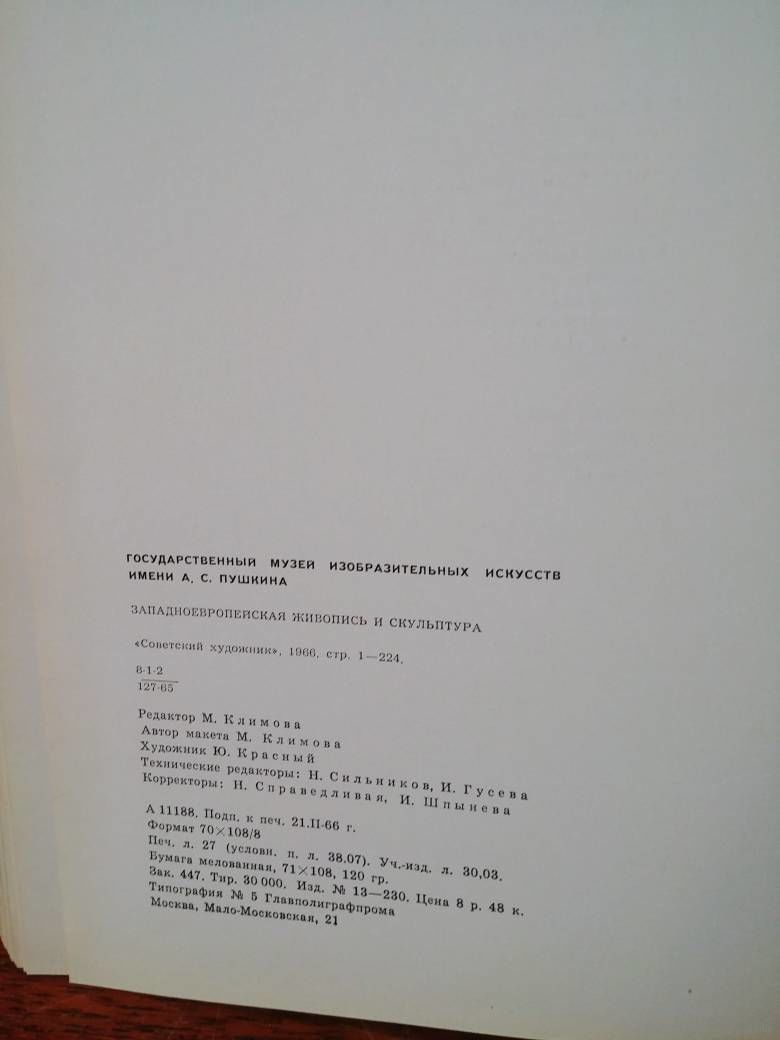 ГОСУДАРСТВЕННЫЙ МУЗЕЙ ИЗОБРАЗИТЕЛЬНЫХ ИСКУССТВ
ИМЕНИ А. С. ПУШКИНА
ЗАПАДНОЕВРОПЕЙСКАЯ ЖИВОПИСЬ И СКУЛЬПТУРА
«Советский художник», 1966, стр. 1—224.
8-1-2
127-65
Редактор М. Климова
Автор макета М. Климова
Художник Ю. Красный
Технические редакторы: Н. Сильников, И. Гусева
Корректоры: Н. Справедливая, И. Шпынева
А 11188. Подп. к печ. 21.II-66 г.
Формат 70×108/8
Печ. л. 27 (условн. п. л. 38.07). Уч.-изд. л. 30,03.
Бумага мелованная, 71×108, 120 гр.
Зак. 447. Тир. 30 000. Изд. № 13—230. Цена 8 р. 48 к.
Типография № 5 Главполиграфпрома
Москва, Мало-Московская, 21